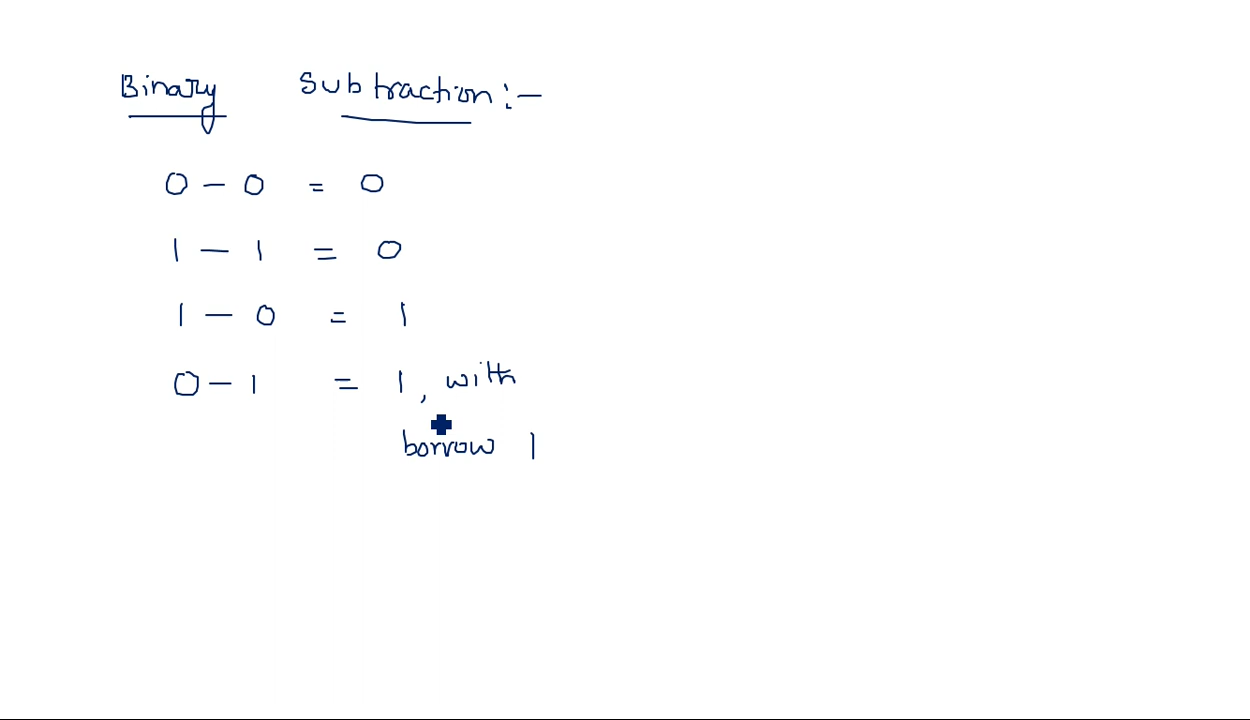 Binary Subtraction:-
0 - 0 = 0
1 - 1 = 0
1 - 0 = 1
0 - 1 = 1, with
borrow 1